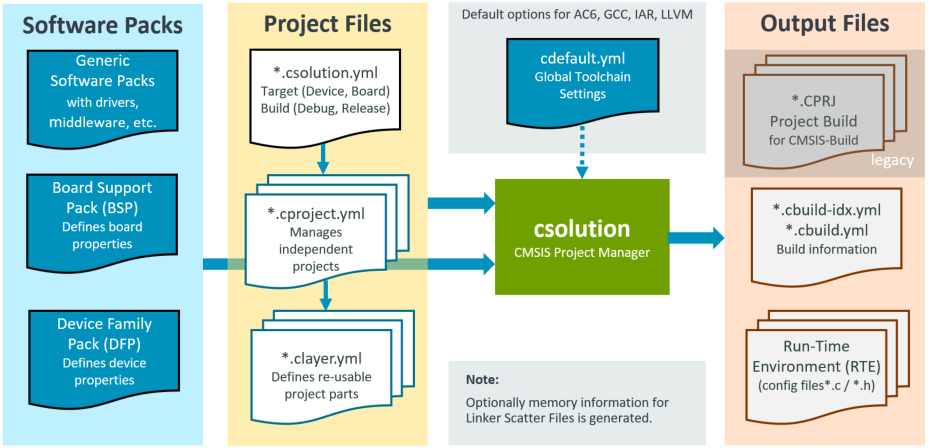 Software Packs
Generic
Software Packs
with drivers,
middleware, etc.
Board Support
Pack (BSP)
Defines board
properties
Device Family
Pack (DFP)
Defines device
properties
Project Files
*.csolution.yml
Target (Device, Board)
Build (Debug, Release)
*.cproject.yml
Manages
independent
projects
*.clayer.yml
Defines re-usable
project parts
Default options for AC6, GCC, IAR, LLVM
cdefault.yml
Global Toolchain
Settings
csolution
CMSIS Project Manager
Note:
Optionally memory information for
Linker Scatter Files is generated.
Output Files
*.CPRJ
Project Build
for CMSIS-Build
legacy
*.cbuild-idx.yml
*.cbuild.yml
Build information
Run-Time
Environment (RTE)
(config files*.c / *.h)